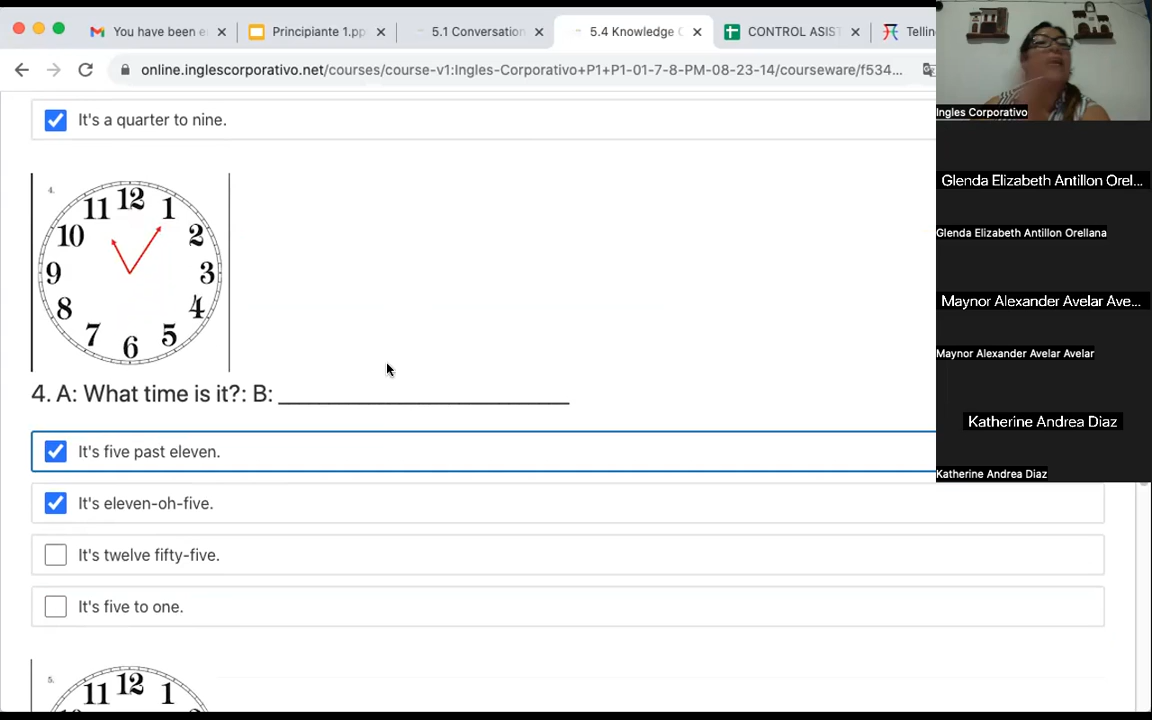 You have been e
Principiante 1.pp
5.1 Conversation
5.4 Knowledge C
CONTROL ASIST
Tellin
online.inglescorporativo.net/courses/course-v1:Ingles-Corporativo+P1+P1-01-7-8-PM-08-23-14/courseware/f534...
Ingles Corporativo
It's a quarter to nine.
Glenda Elizabeth Antillon Orel...
Glenda Elizabeth Antillon Orellana
Maynor Alexander Avelar Ave...
Maynor Alexander Avelar Avelar
Katherine Andrea Diaz
Katherine Andrea Diaz
4.
12
11 1
10 2
9 3
8 4
7 5
6
4. A: What time is it?: B: ________________________
It's five past eleven.
It's eleven-oh-five.
It's twelve fifty-five.
It's five to one.
5.
11 12 1